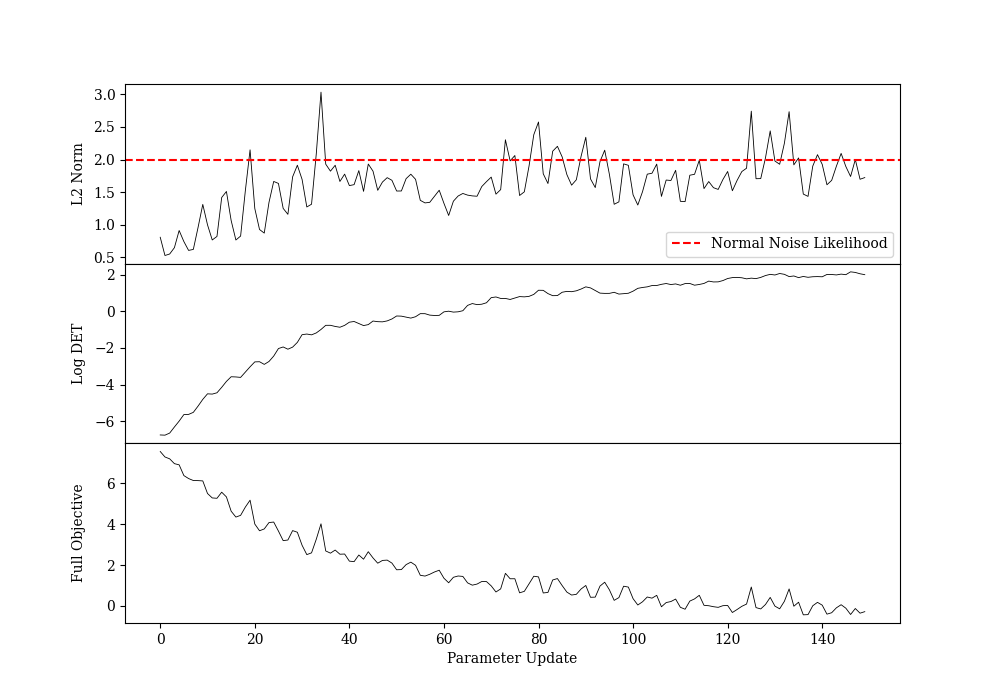 3.0
2.5
2.0
1.5
1.0
0.5
L2 Norm
Normal Noise Likelihood
2
0
−2
−4
−6
Log DET
6
4
2
0
Full Objective
0 20 40 60 80 100 120 140
Parameter Update